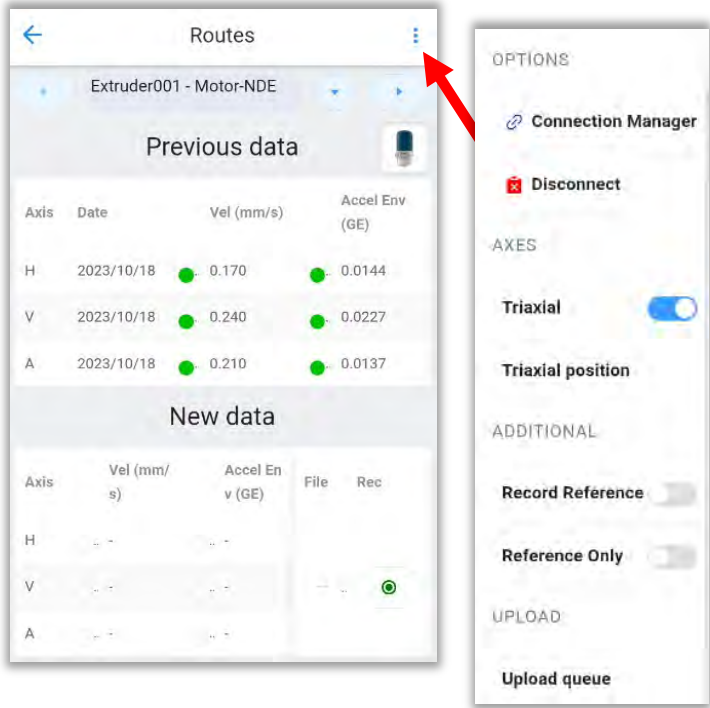 Routes
Extruder001 - Motor-NDE
Previous data
Axis Date Vel (mm/s) Accel Env
(GE)
H 2023/10/18 .. 0.170 .. 0.0144
V 2023/10/18 .. 0.240 .. 0.0227
A 2023/10/18 .. 0.210 .. 0.0137
New data
Axis Vel (mm/ Accel En File Rec
s) v (GE)
H .. - .. -
V .. - .. - -- ..
A .. - .. -
OPTIONS
Connection Manager
Disconnect
AXES
Triaxial
Triaxial position
ADDITIONAL
Record Reference
Reference Only
UPLOAD
Upload queue